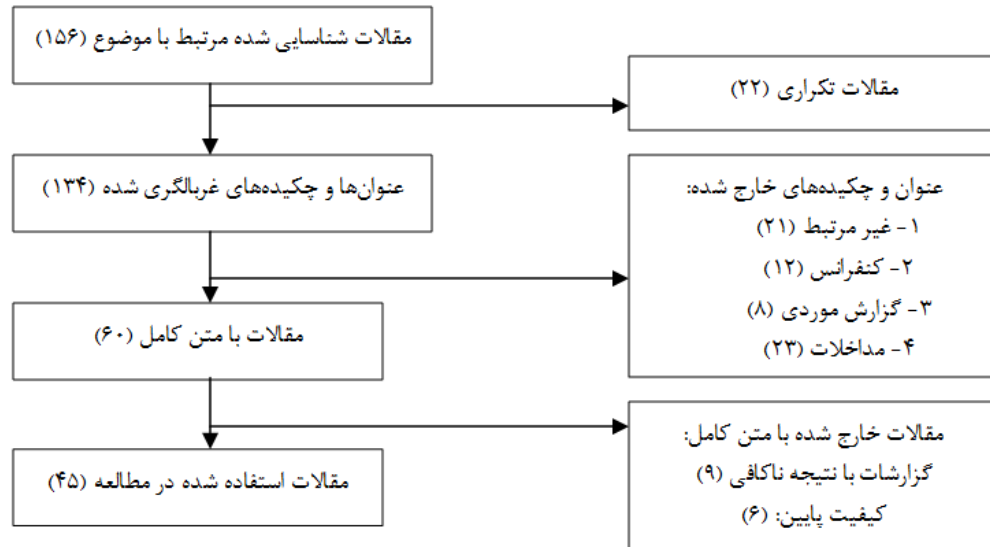 مقالات شناسایی شده مرتبط با موضوع (۱۵۶)
مقالات تکراری (۲۲)
عنوان‌ها و چکیده‌های غربالگری شده (۱۳۴)
عنوان و چکیده‌های خارج شده:
۱- غیر مرتبط (۲۱)
۲- کنفرانس (۱۲)
۳- گزارش موردی (۸)
۴- مداخلات (۲۳)
مقالات با متن کامل (۶۰)
مقالات خارج شده با متن کامل:
گزارشات با نتیجه ناکافی (۹)
کیفیت پایین: (۶)
مقالات استفاده شده در مطالعه (۴۵)